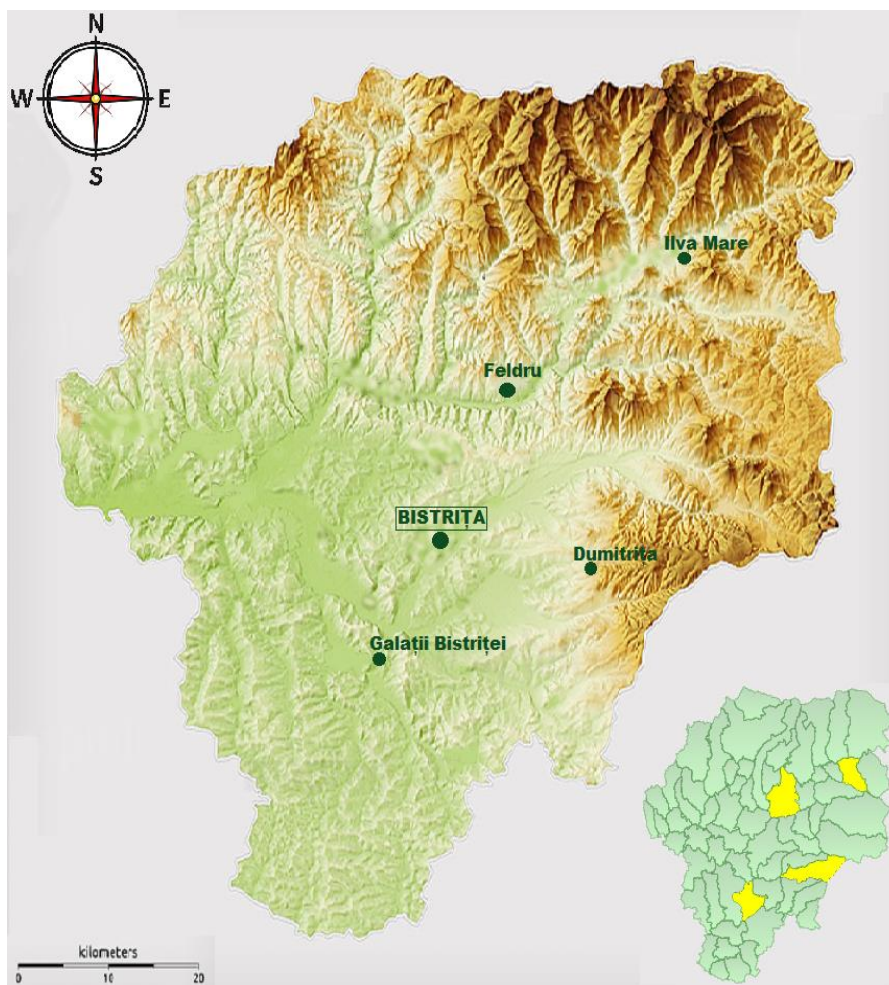 N
W E
S
Ilva Mare
Feldru
BISTRIȚA
Dumitrița
Galații Bistriței
kilometers
0 10 20